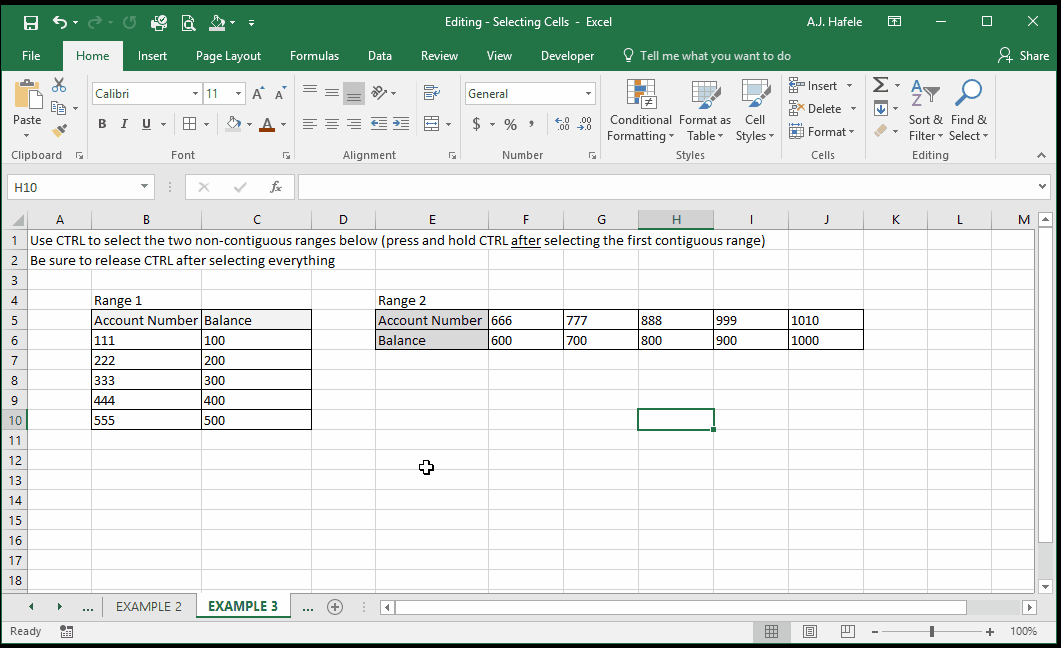 Editing - Selecting Cells - Excel
A.J. Hafele
File Home Insert Page Layout Formulas Data Review View Developer Tell me what you want to do Share
Paste
Calibri 11
A A
B I U A
General
$ % , .00 .00
Conditional Formatting
Format as Table
Cell Styles
Insert
Delete
Format
Sort & Filter
Find & Select
Clipboard Font Alignment Number Styles Cells Editing
H10 fx
A B C D E F G H I J K L M
1 Use CTRL to select the two non-contiguous ranges below (press and hold CTRL after selecting the first contiguous range)
2 Be sure to release CTRL after selecting everything
3
4 Range 1 Range 2
5 Account Number Balance Account Number 666 777 888 999 1010
6 111 100 Balance 600 700 800 900 1000
7 222 200
8 333 300
9 444 400
10 555 500
11
12
13
14
15
16
17
18
... EXAMPLE 2 EXAMPLE 3 ...
Ready 100%